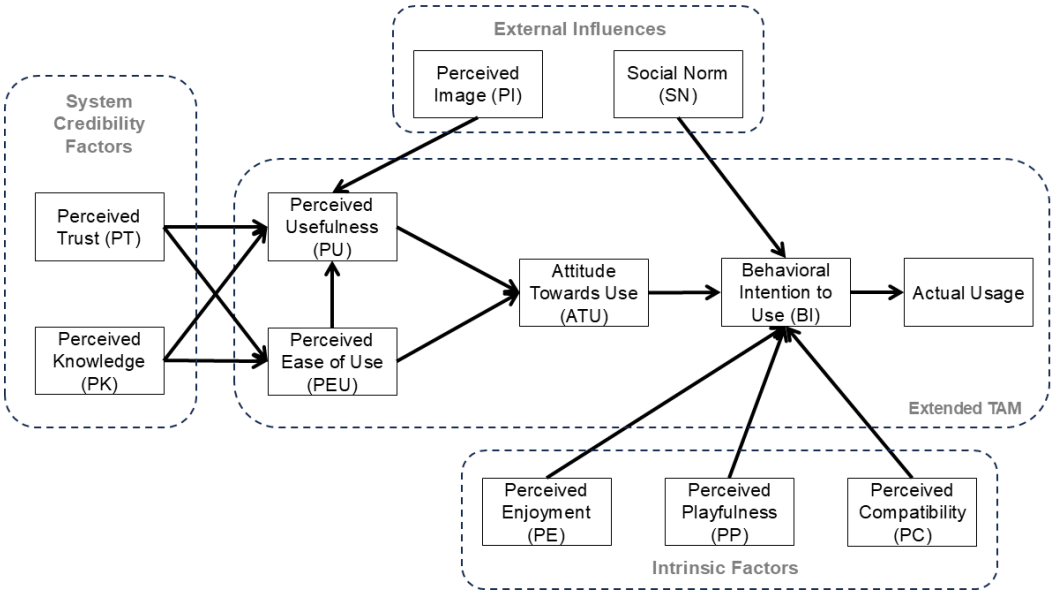 External Influences
Perceived
Image (PI)
Social Norm
(SN)
System
Credibility
Factors
Perceived
Trust (PT)
Perceived
Usefulness
(PU)
Attitude
Towards Use
(ATU)
Behavioral
Intention to
Use (BI)
Actual Usage
Perceived
Knowledge
(PK)
Perceived
Ease of Use
(PEU)
Extended TAM
Perceived
Enjoyment
(PE)
Perceived
Playfulness
(PP)
Perceived
Compatibility
(PC)
Intrinsic Factors